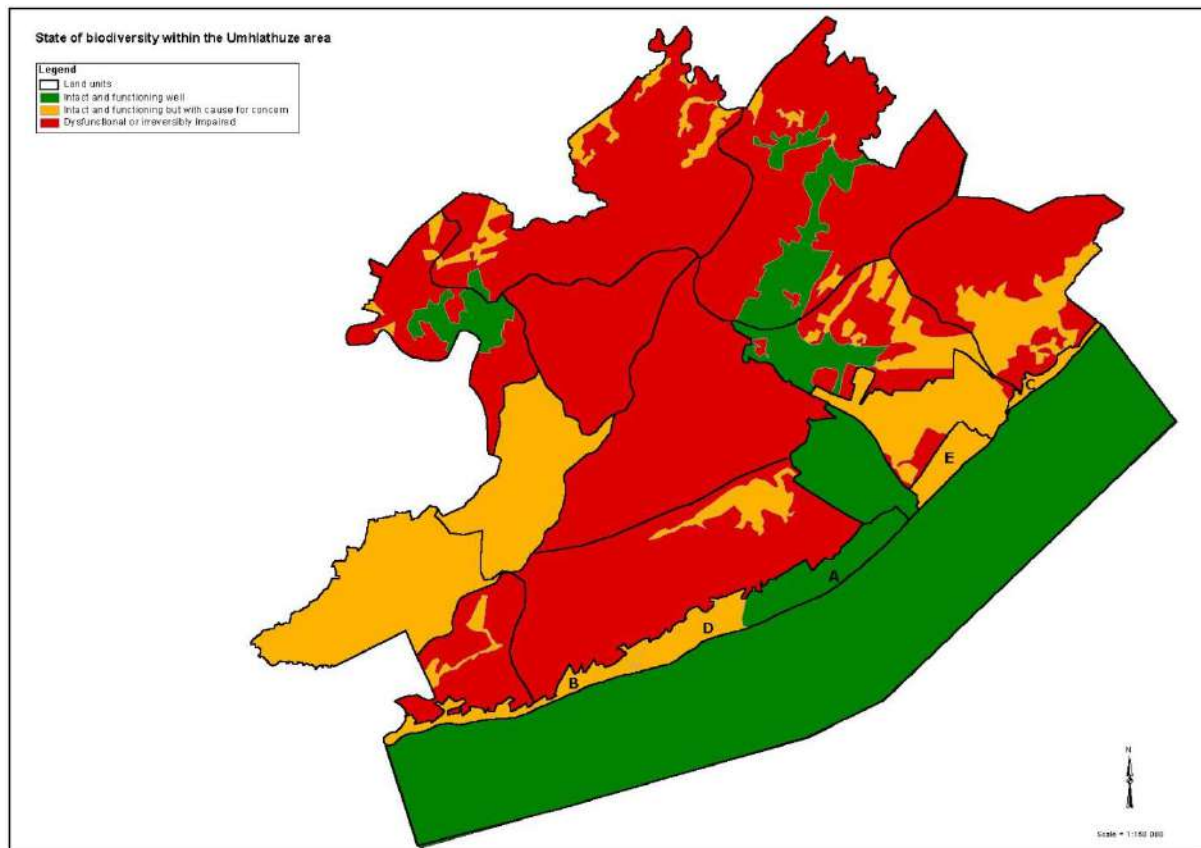 State of biodiversity within the Umhlathuze area
Legend
Land units
Intact and functioning well
Intact and functioning but with cause for concern
Dysfunctional or irreversibly impaired
C
E
A
D
B
N